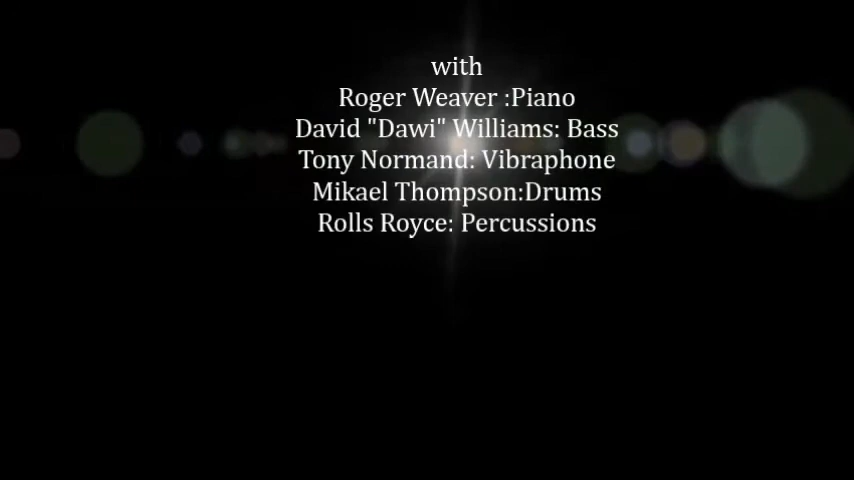 with
Roger Weaver :Piano
David "Dawi" Williams: Bass
Tony Normand: Vibraphone
Mikael Thompson:Drums
Rolls Royce: Percussions